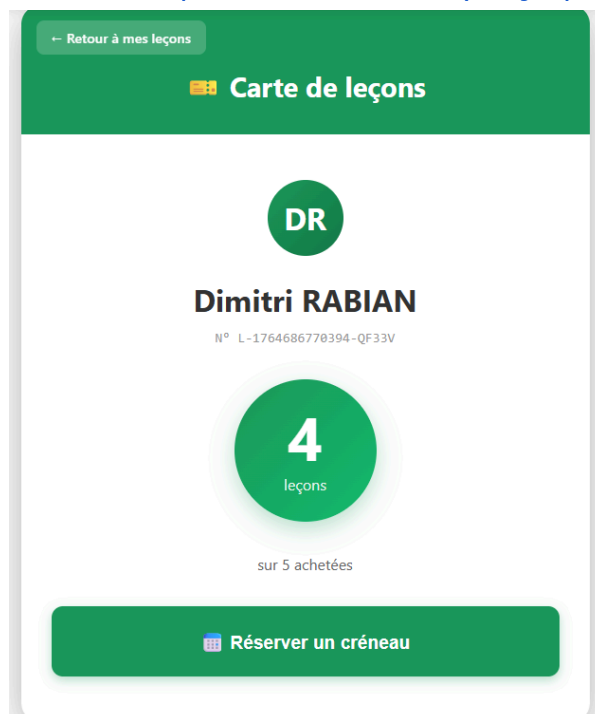 ← Retour à mes leçons
🎫 Carte de leçons
DR
Dimitri RABIAN
N° L-1764686770394-QF33V
4
leçons
sur 5 achetées
📅 Réserver un créneau